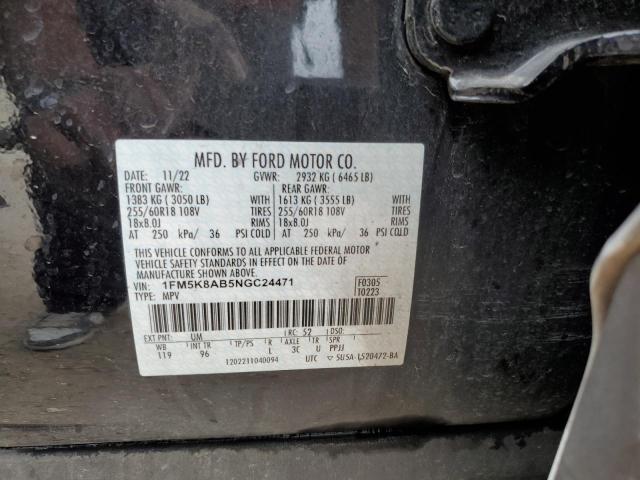 MFD. BY FORD MOTOR CO.
DATE: 11/22 GVWR: 2932 KG ( 6465 LB)
FRONT GAWR: REAR GAWR:
1383 KG ( 3050 LB) 1613 KG ( 3555 LB)
255/60R18 108V TIRES 255/60R18 108V TIRES
18x8.0J RIMS 18x8.0J RIMS
AT 250 kPa/ 36 PSI COLD AT 250 kPa/ 36 PSI COLD
THIS VEHICLE CONFORMS TO ALL APPLICABLE FEDERAL MOTOR
VEHICLE SAFETY STANDARDS IN EFFECT ON THE DATE OF
MANUFACTURE SHOWN ABOVE.
VIN: 1FM5K8AB5NGC24471 F0305
TYPE: MPV T0223
EXT PNT: UM RC: 52 DSO:
WB INT TR TP/PS R AXLE TR SPR
119 96 L 3C U PPJJ
1202211040094 UTC ▽ 5USA-L520472-BA